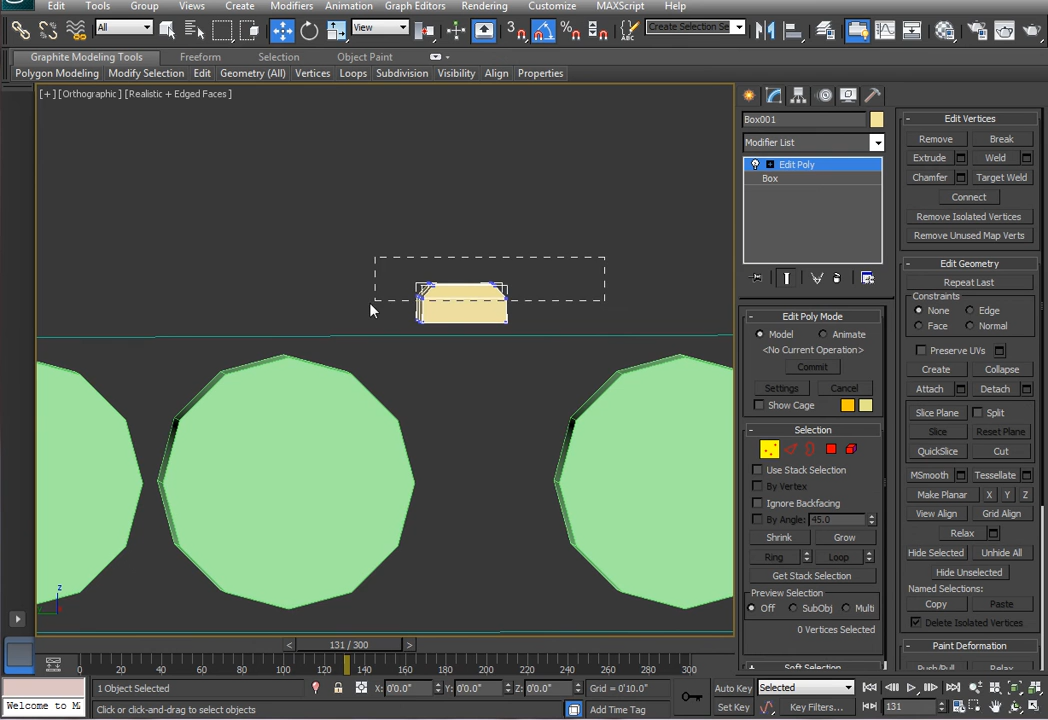 Edit Tools Group Views Create Modifiers Animation Graph Editors Rendering Customize MAXScript Help
All View Create Selection Se
Graphite Modeling Tools Freeform Selection Object Paint
Polygon Modeling Modify Selection Edit Geometry (All) Vertices Loops Subdivision Visibility Align Properties
[+] [Orthographic] [Realistic + Edged Faces]
Box001
Modifier List
Edit Poly
Box
Edit Poly Mode
Model Animate
<No Current Operation>
Commit
Settings Cancel
Show Cage
Selection
Use Stack Selection
By Vertex
Ignore Backfacing
By Angle: 45.0
Shrink Grow
Ring Loop
Get Stack Selection
Preview Selection
Off SubObj Multi
0 Vertices Selected
Soft Selection
Edit Vertices
Remove Break
Extrude Weld
Chamfer Target Weld
Connect
Remove Isolated Vertices
Remove Unused Map Verts
Edit Geometry
Repeat Last
Constraints
None Edge
Face Normal
Preserve UVs
Create Collapse
Attach Detach
Slice Plane Split
Slice Reset Plane
QuickSlice Cut
MSmooth Tessellate
Make Planar X Y Z
View Align Grid Align
Relax
Hide Selected Unhide All
Hide Unselected
Named Selections:
Copy Paste
Delete Isolated Vertices
Paint Deformation
Push/Pull Relax
z
< 131 / 300 >
0 20 40 60 80 100 120 140 160 180 200 220 240 260 280 300
1 Object Selected X: 0'0.0" Y: 0'0.0" Z: 0'0.0" Grid = 0'10.0" Auto Key Selected
Welcome to M Click or click-and-drag to select objects Add Time Tag Set Key Key Filters... 131